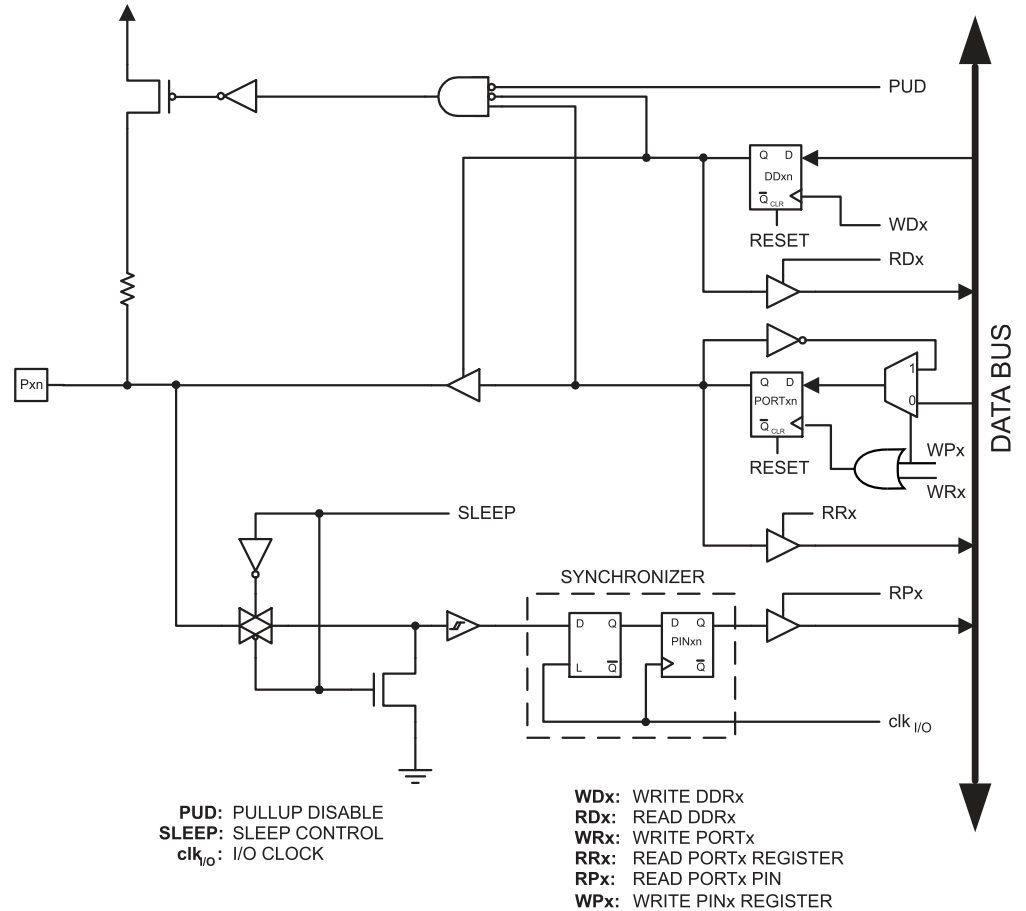 PUD
Q D
DDxn
Q CLR
WDx
RESET
RDx
Pxn
1
Q D
PORTxn
0
Q CLR
RESET
WPx
WRx
DATA BUS
SLEEP
RRx
SYNCHRONIZER
RPx
D Q
D Q
PINxn
L Q
Q
clk I/O
PUD: PULLUP DISABLE
SLEEP: SLEEP CONTROL
clkI/O: I/O CLOCK
WDx: WRITE DDRx
RDx: READ DDRx
WRx: WRITE PORTx
RRx: READ PORTx REGISTER
RPx: READ PORTx PIN
WPx: WRITE PINx REGISTER